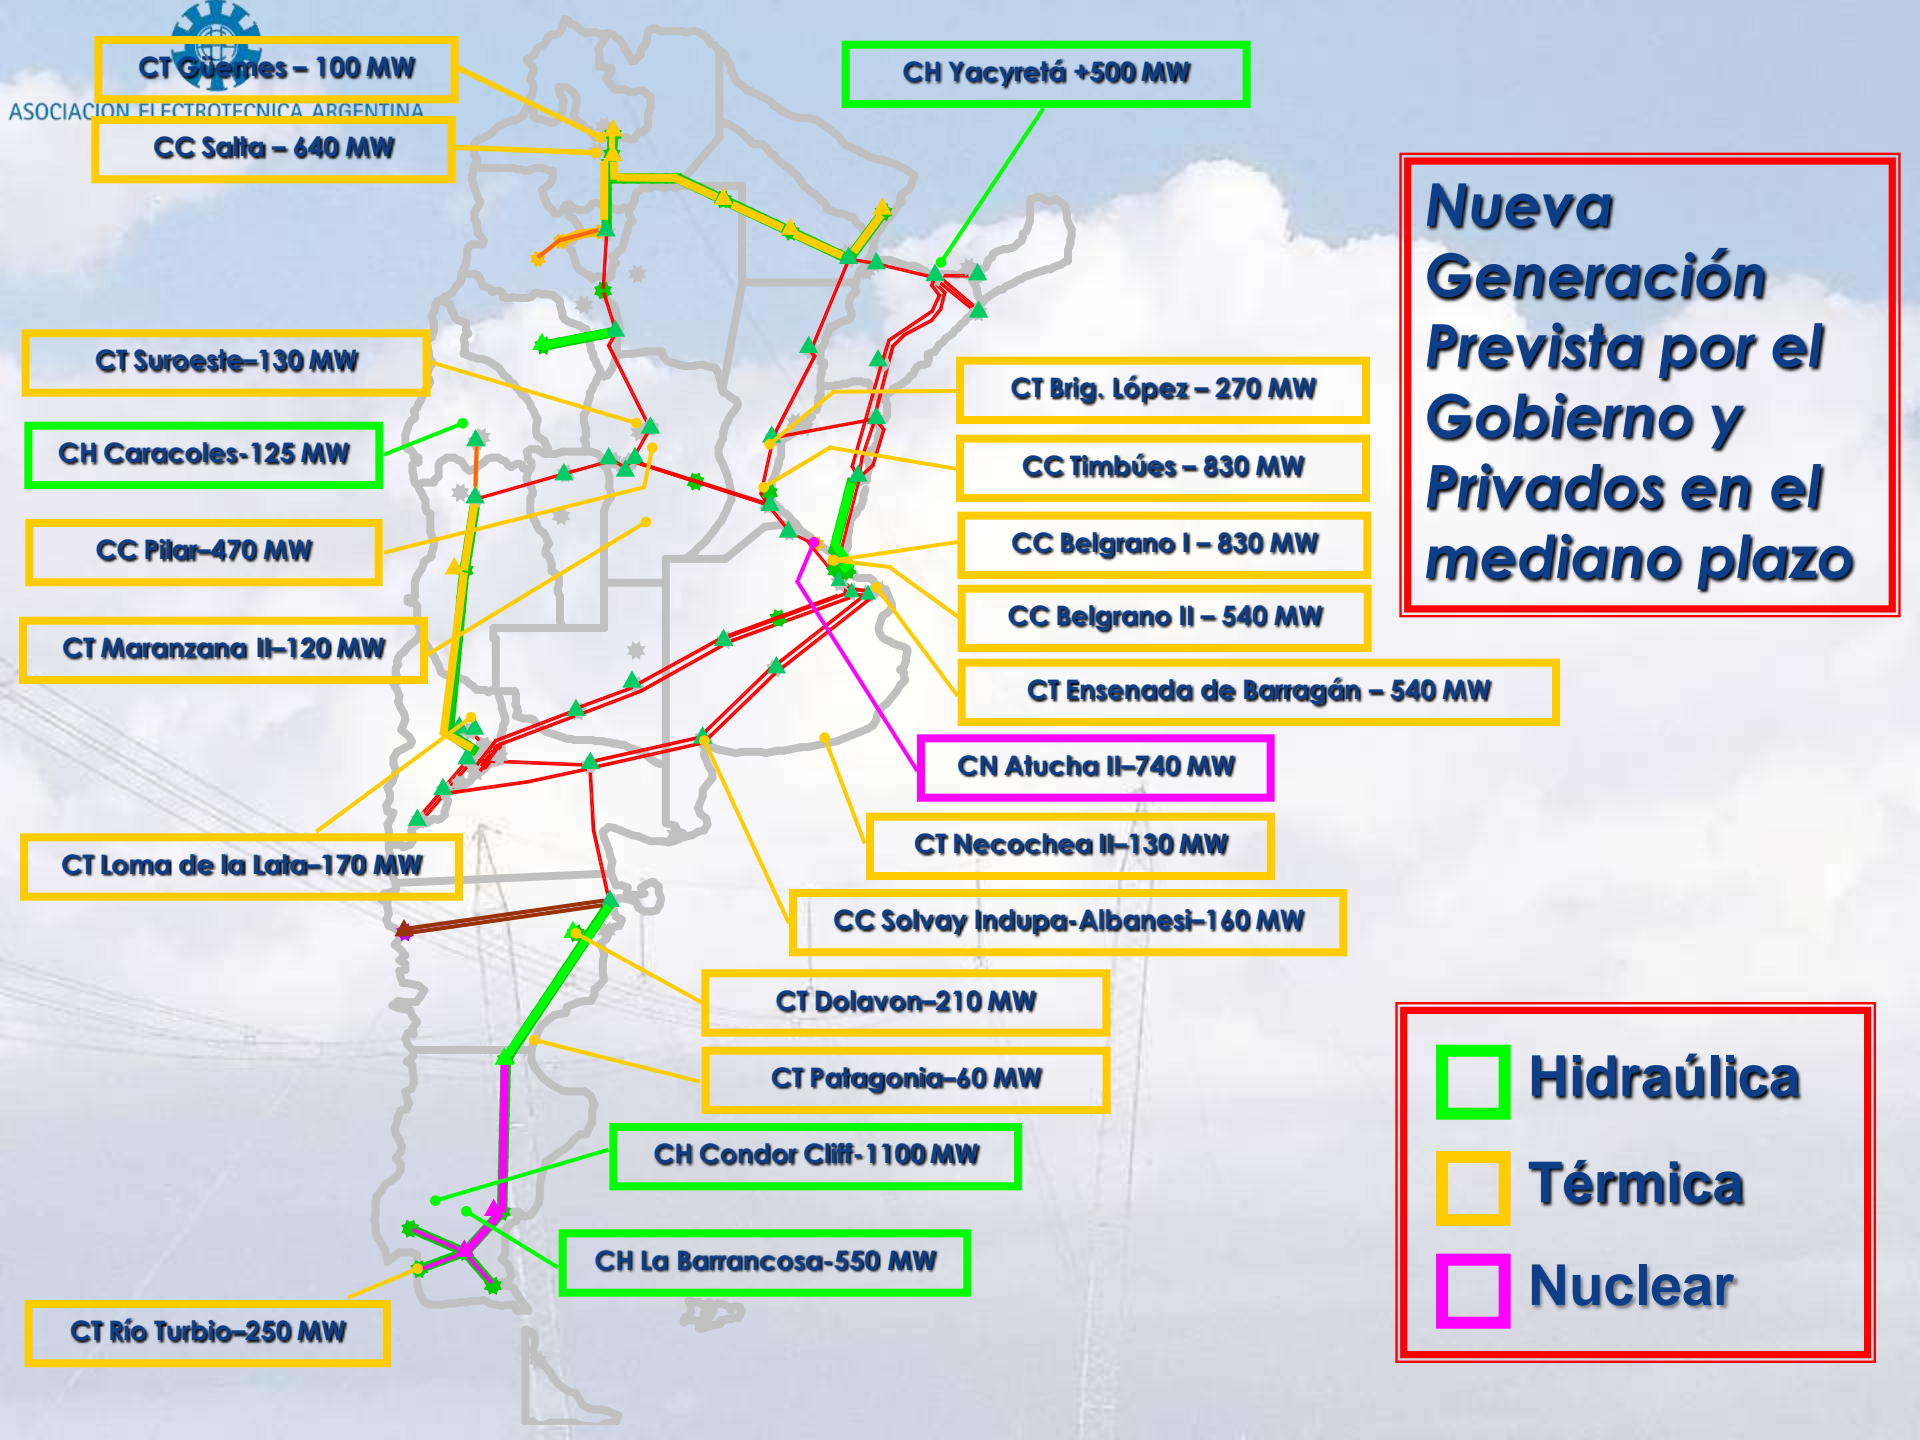 CT Güemes – 100 MW
ASOCIACION ELECTROTECNICA ARGENTINA
CC Salta – 640 MW
CH Yacyretá +500 MW
Nueva
Generación
Prevista por el
Gobierno y
Privados en el
mediano plazo
CT Suroeste–130 MW
CH Caracoles-125 MW
CC Pilar–470 MW
CT Maranzana II–120 MW
CT Loma de la Lata–170 MW
CT Brig. López – 270 MW
CC Timbúes – 830 MW
CC Belgrano I – 830 MW
CC Belgrano II – 540 MW
CT Ensenada de Barragán – 540 MW
CN Atucha II–740 MW
CT Necochea II–130 MW
CC Solvay Indupa-Albanesi–160 MW
CT Dolavon–210 MW
CT Patagonia–60 MW
CH Condor Cliff-1100 MW
CH La Barrancosa-550 MW
CT Río Turbio–250 MW
Hidraúlica
Térmica
Nuclear